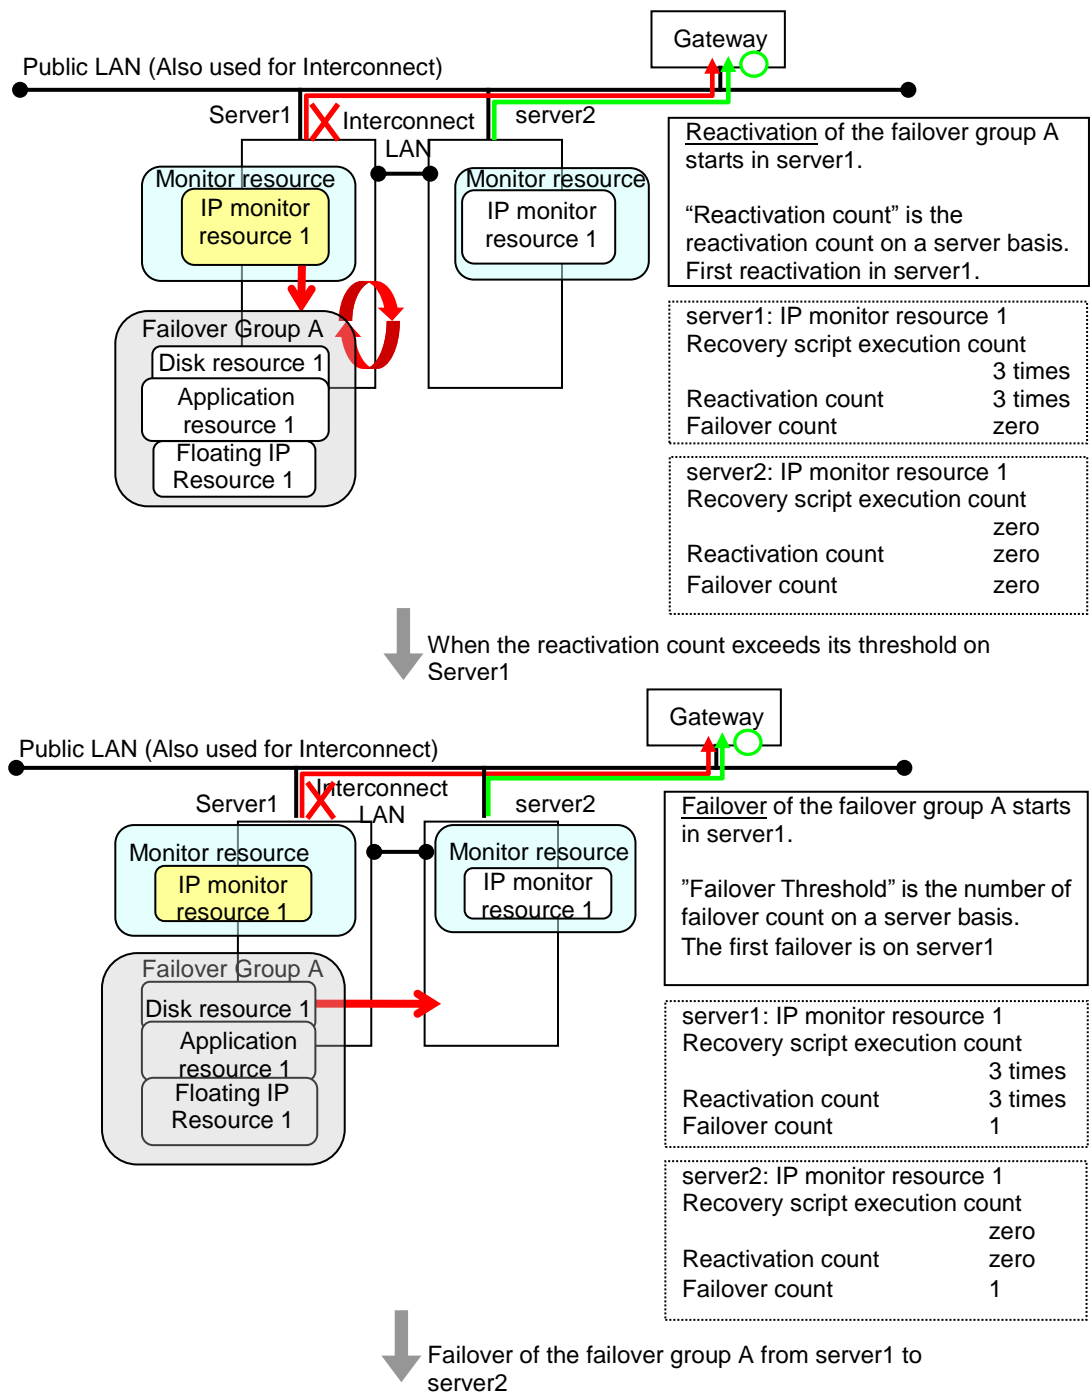 Gateway
Public LAN (Also used for Interconnect)
Server1
Interconnect
LAN
server2
Monitor resource
IP monitor
resource 1
Monitor resource
IP monitor
resource 1
Failover Group A
Disk resource 1
Application
resource 1
Floating IP
Resource 1
Reactivation of the failover group A
starts in server1.
“Reactivation count” is the
reactivation count on a server basis.
First reactivation in server1.
server1: IP monitor resource 1
Recovery script execution count
3 times
Reactivation count 3 times
Failover count zero
server2: IP monitor resource 1
Recovery script execution count
zero
Reactivation count zero
Failover count zero
When the reactivation count exceeds its threshold on
Server1
Gateway
Public LAN (Also used for Interconnect)
Server1
Interconnect
LAN
server2
Monitor resource
IP monitor
resource 1
Monitor resource
IP monitor
resource 1
Failover Group A
Disk resource 1
Application
resource 1
Floating IP
Resource 1
Failover of the failover group A starts
in server1.
”Failover Threshold” is the number of
failover count on a server basis.
The first failover is on server1
server1: IP monitor resource 1
Recovery script execution count
3 times
Reactivation count 3 times
Failover count 1
server2: IP monitor resource 1
Recovery script execution count
zero
Reactivation count zero
Failover count 1
Failover of the failover group A from server1 to
server2